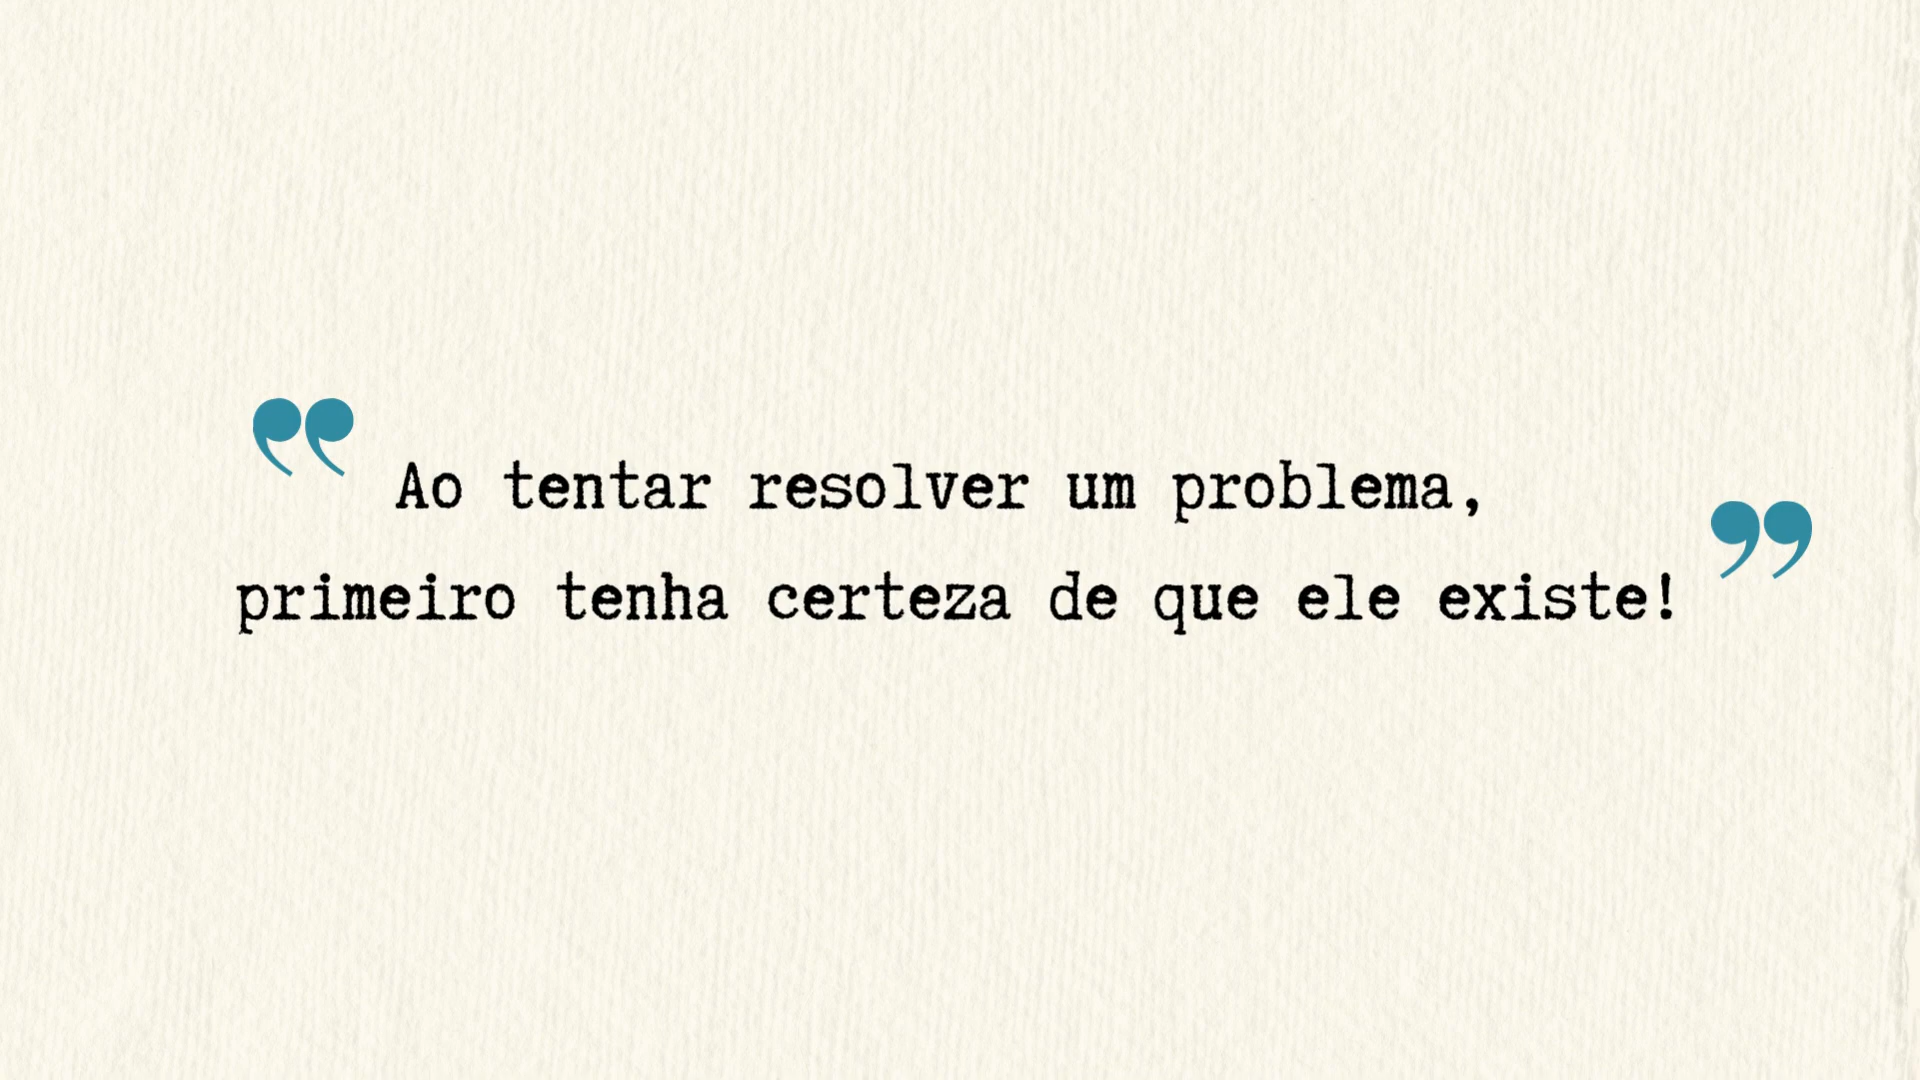 “ Ao tentar resolver um problema,
primeiro tenha certeza de que ele existe! ”